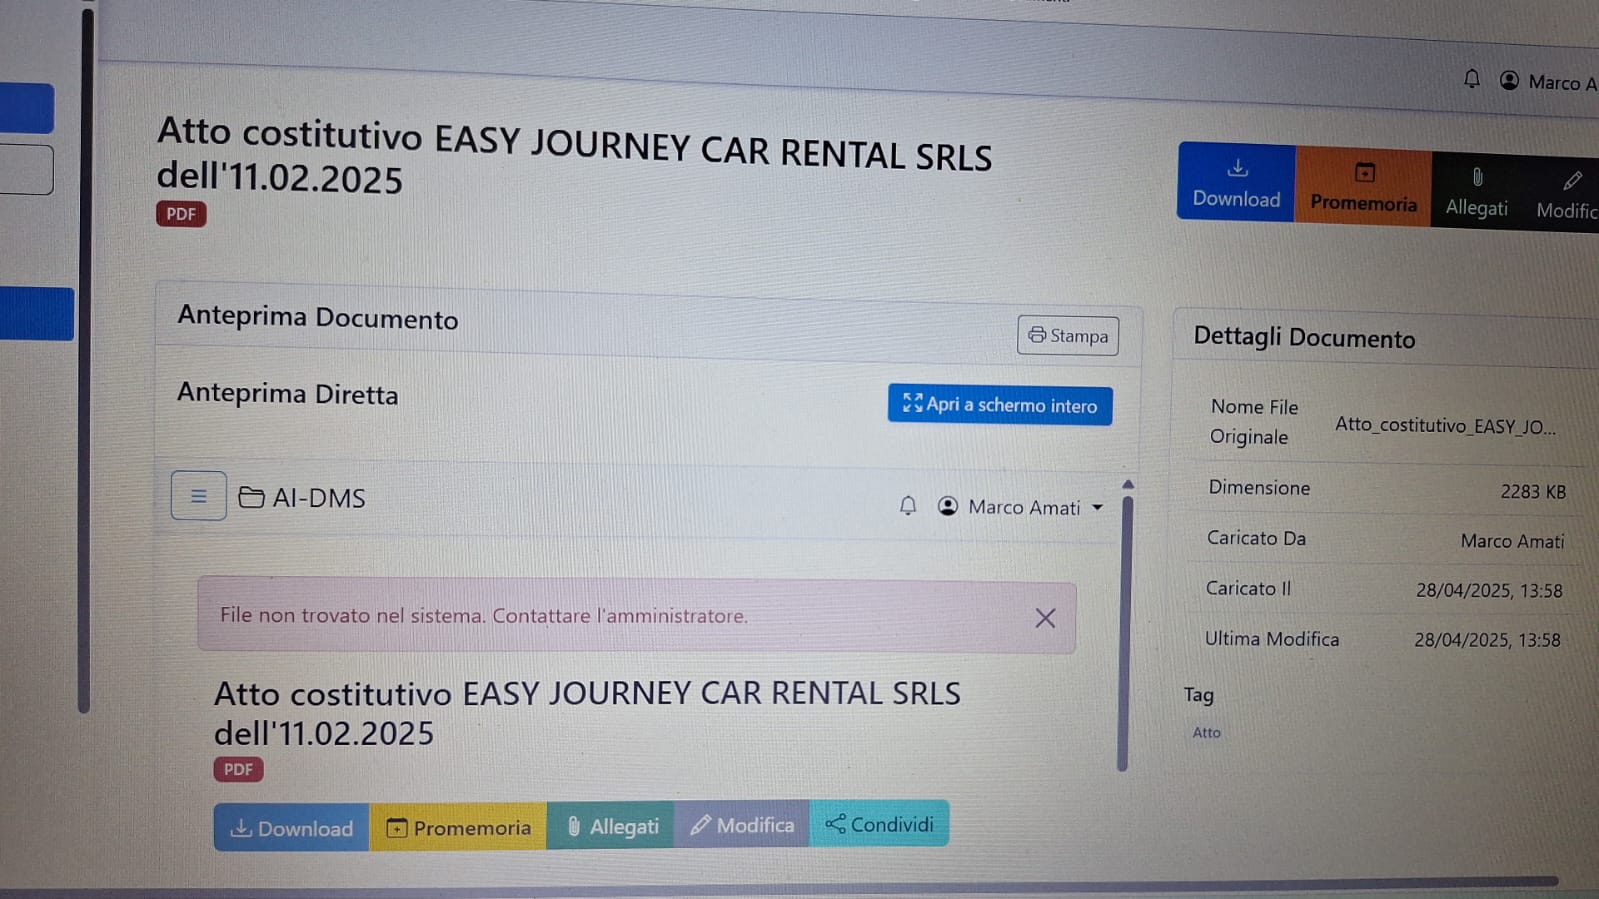 Marco A
Atto costitutivo EASY JOURNEY CAR RENTAL SRLS
dell'11.02.2025
PDF
Download
Promemoria
Allegati
Modific
Anteprima Documento
Stampa
Anteprima Diretta
Apri a schermo intero
AI-DMS
Marco Amati
File non trovato nel sistema. Contattare l'amministratore.
Atto costitutivo EASY JOURNEY CAR RENTAL SRLS
dell'11.02.2025
PDF
Download
Promemoria
Allegati
Modifica
Condividi
Dettagli Documento
Nome File
Originale
Atto_costitutivo_EASY_JO...
Dimensione
2283 KB
Caricato Da
Marco Amati
Caricato Il
28/04/2025, 13:58
Ultima Modifica
28/04/2025, 13:58
Tag
Atto